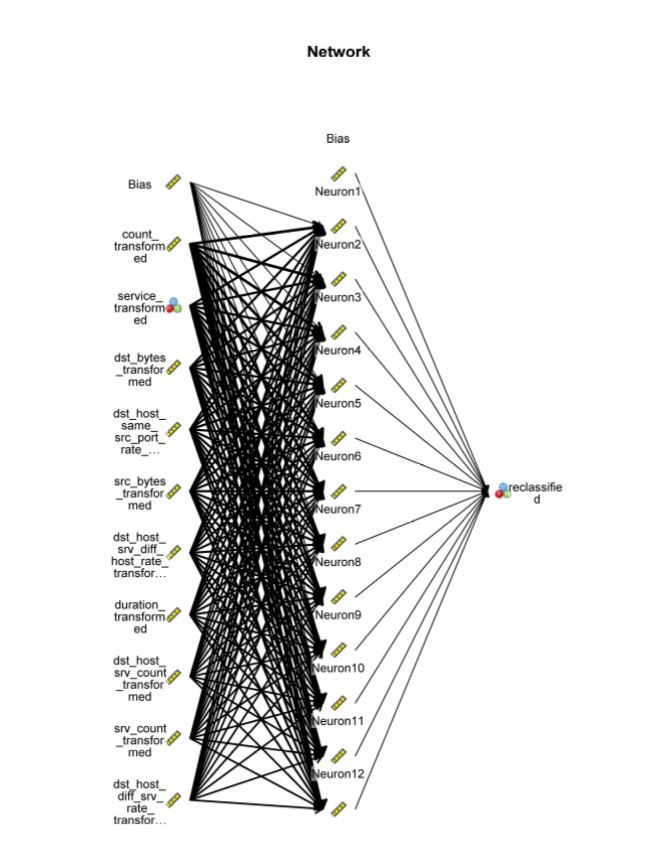 Network
Bias
Bias
count_
transform
ed
service_
transform
ed
dst_bytes
_transfor
med
dst_host_
same_
src_port_
rate_…
src_bytes
_transfor
med
dst_host_
srv_diff_
host_rate_
transfor…
duration_
transform
ed
dst_host_
srv_count
_transfor
med
srv_count
_transfor
med
dst_host_
diff_srv_
rate_
transfor…
Neuron1
Neuron2
Neuron3
Neuron4
Neuron5
Neuron6
Neuron7
Neuron8
Neuron9
Neuron10
Neuron11
Neuron12
reclassifie
d